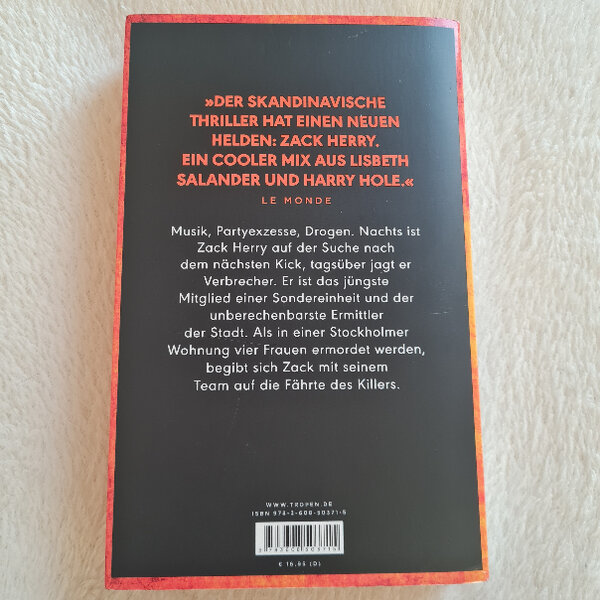 »DER SKANDINAVISCHE
THRILLER HAT EINEN NEUEN
HELDEN: ZACK HERRY.
EIN COOLER MIX AUS LISBETH
SALANDER UND HARRY HOLE.«
LE MONDE
Musik, Partyexzesse, Drogen. Nachts ist
Zack Herry auf der Suche nach
dem nächsten Kick, tagsüber jagt er
Verbrecher. Er ist das jüngste
Mitglied einer Sondereinheit und der
unberechenbarste Ermittler
der Stadt. Als in einer Stockholmer
Wohnung vier Frauen ermordet werden,
begibt sich Zack mit seinem
Team auf die Fährte des Killers.
WWW.TROPEN.DE
ISBN
€ 16.95 (D)